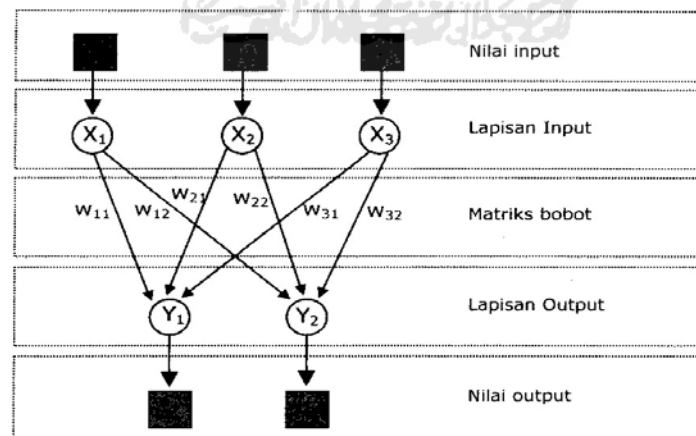 Nilai input
X1 X2 X3 Lapisan Input
w11 w12 w21 w22 w31 w32 Matriks bobot
Y1 Y2 Lapisan Output
Nilai output